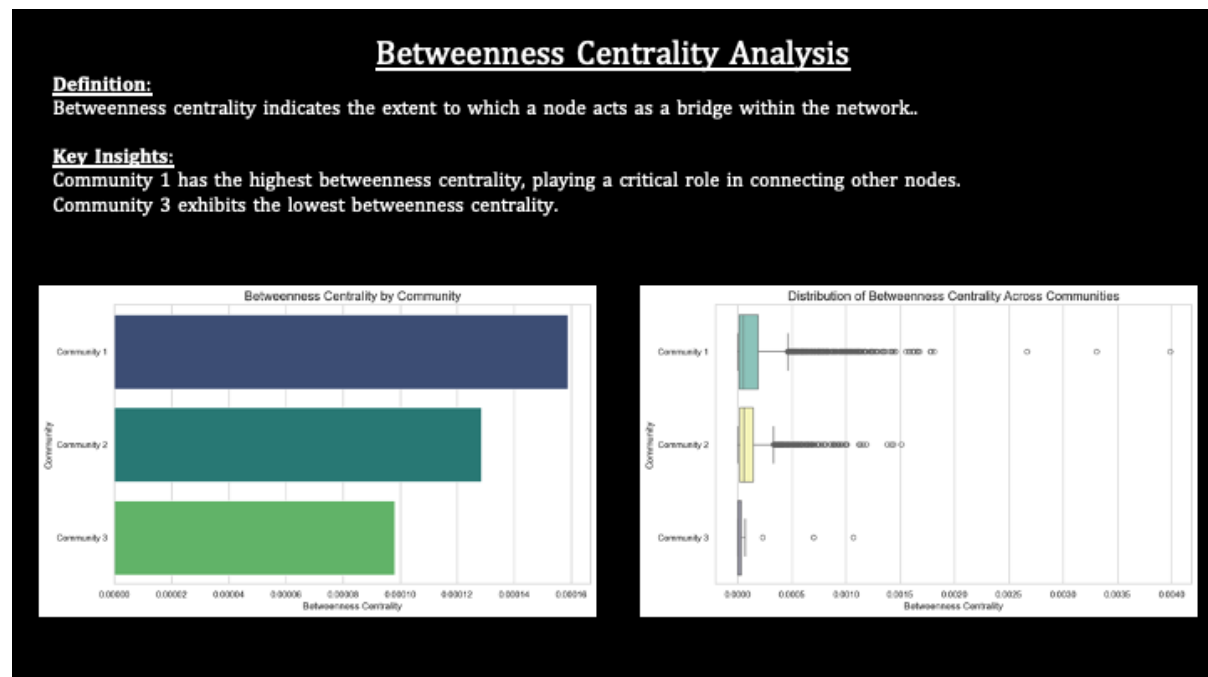 Betweenness Centrality Analysis
Definition:
Betweenness centrality indicates the extent to which a node acts as a bridge within the network..
Key Insights:
Community 1 has the highest betweenness centrality, playing a critical role in connecting other nodes.
Community 3 exhibits the lowest betweenness centrality.
Betweenness Centrality by Community
Community
Community 1
Community 2
Community 3
0.00000 0.00002 0.00004 0.00006 0.00008 0.00010 0.00012 0.00014 0.00016
Betweenness Centrality
Distribution of Betweenness Centrality Across Communities
Community
Community 1
Community 2
Community 3
0.0000 0.0005 0.0010 0.0015 0.0020 0.0025 0.0030 0.0035 0.0040
Betweenness Centrality